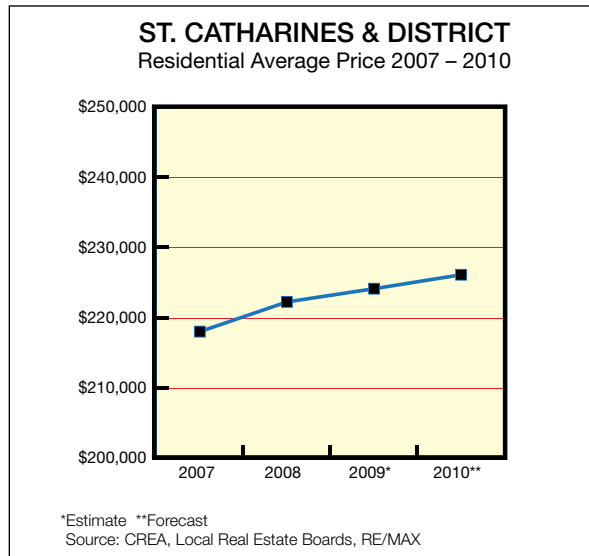 ST. CATHARINES & DISTRICT
Residential Average Price 2007 – 2010
$250,000
$240,000
$230,000
$220,000
$210,000
$200,000
2007 2008 2009* 2010**
*Estimate **Forecast
Source: CREA, Local Real Estate Boards, RE/MAX